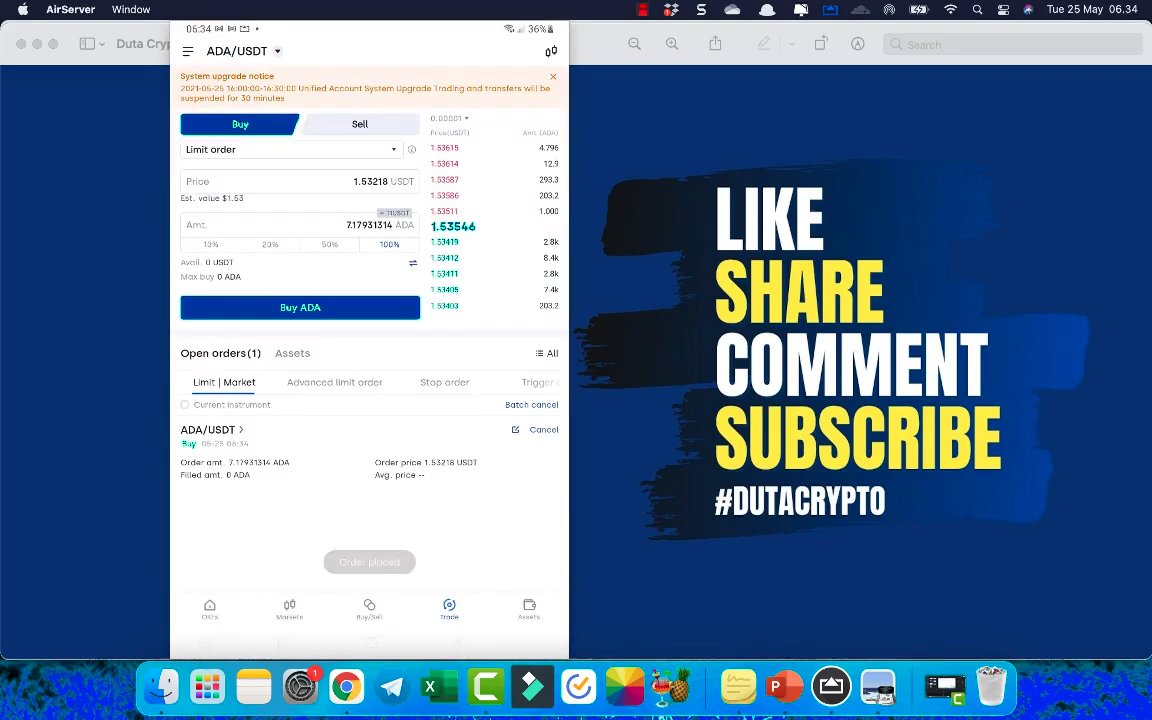 AirServer Window
Tue 25 May 06.34
Duta Cry
Search
06:34
36%
ADA/USDT
System upgrade notice
2021-05-25 16:00:00-16:30:00 Unified Account System Upgrade Trading and transfers will be
suspended for 30 minutes
Buy
Sell
0.00001
Price(USDT)
Amt.(ADA)
Limit order
1.53615 4.796
1.53614 12.9
Price 1.53218 USDT
1.53587 293.3
Est. value $1.53
1.53586 203.2
1.53511 1.000
Amt. 7.17931314 ADA
1.53546
10% 20% 50% 100%
1.53419 2.8k
1.53412 8.4k
Avail. 0 USDT
Max buy 0 ADA
1.53411 2.8k
1.53405 7.4k
1.53403 203.2
Buy ADA
Open orders(1) Assets
All
Limit | Market Advanced limit order Stop order Trigger
Current instrument
Batch cancel
ADA/USDT
Cancel
Buy 05-25 06:34
Order amt. 7.17931314 ADA
Order price 1.53218 USDT
Filled amt. 0 ADA
Avg. price --
Order placed
OKEx Markets Buy/Sell Trade Assets
LIKE
SHARE
COMMENT
SUBSCRIBE
#DUTACRYPTO
1